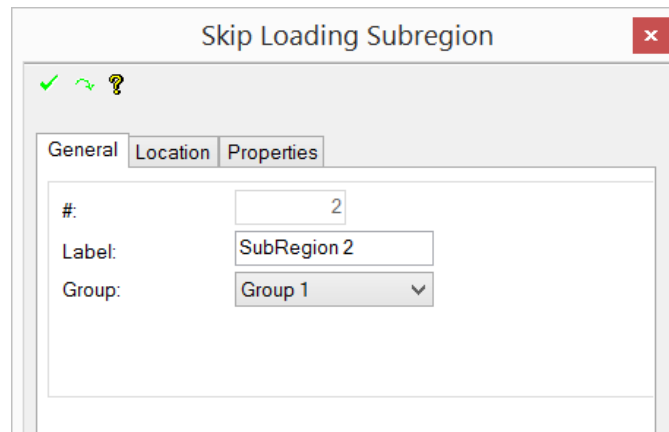 Skip Loading Subregion
General Location Properties
#: 2
Label: SubRegion 2
Group: Group 1